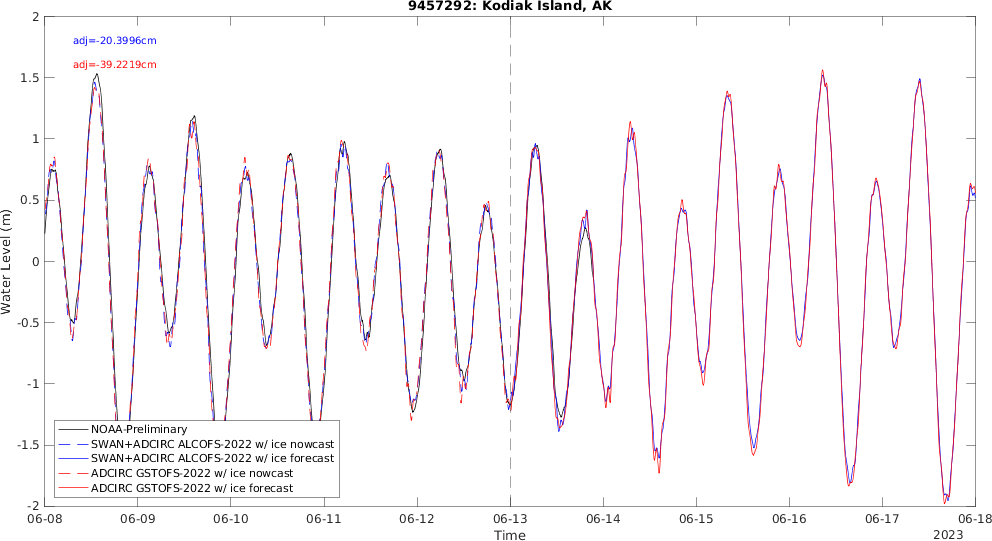 9457292: Kodiak Island, AK
adj=-20.3996cm
adj=-39.2219cm
Water Level (m)
2
1.5
1
0.5
0
-0.5
-1
-1.5
-2
NOAA-Preliminary
SWAN+ADCIRC ALCOFS-2022 w/ ice nowcast
SWAN+ADCIRC ALCOFS-2022 w/ ice forecast
ADCIRC GSTOFS-2022 w/ ice nowcast
ADCIRC GSTOFS-2022 w/ ice forecast
06-08 06-09 06-10 06-11 06-12 06-13 06-14 06-15 06-16 06-17 06-18
Time
2023